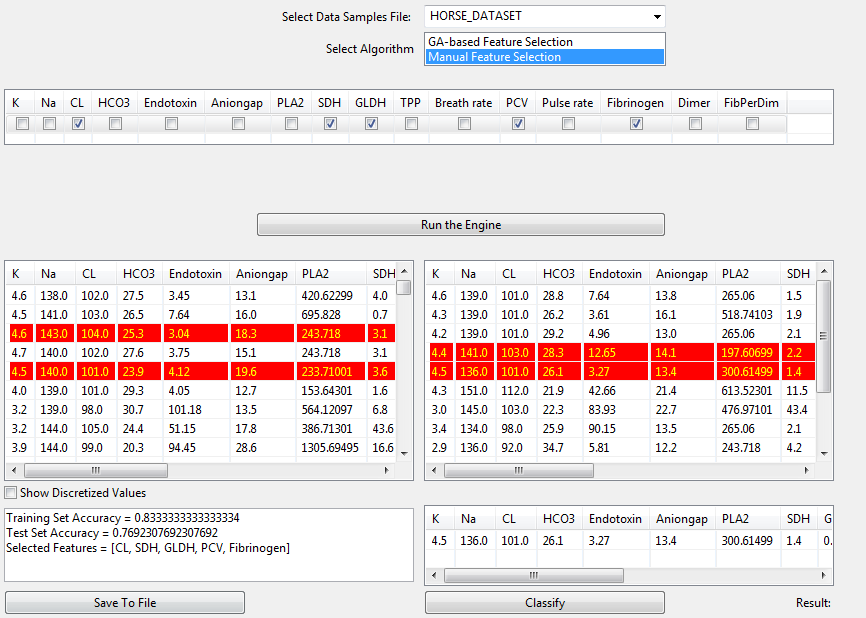 Select Data Samples File: HORSE_DATASET
Select Algorithm
GA-based Feature Selection
Manual Feature Selection
K Na CL HCO3 Endotoxin Aniongap PLA2 SDH GLDH TPP Breath rate PCV Pulse rate Fibrinogen Dimer FibPerDim
Run the Engine
K Na CL HCO3 Endotoxin Aniongap PLA2 SDH
4.6 138.0 102.0 27.5 3.45 13.1 420.62299 4.0
4.5 141.0 103.0 26.5 7.64 16.0 695.828 0.7
4.6 143.0 104.0 25.3 3.04 18.3 243.718 3.1
4.7 140.0 102.0 27.6 3.75 15.1 243.718 3.1
4.5 140.0 101.0 23.9 4.12 19.6 233.71001 3.6
4.0 139.0 101.0 29.3 4.05 12.7 153.64301 1.6
3.2 139.0 98.0 30.7 101.18 13.5 564.12097 6.8
3.2 144.0 105.0 24.4 51.15 17.8 386.71301 43.6
3.9 144.0 99.0 20.3 94.45 28.6 1305.69495 16.6
K Na CL HCO3 Endotoxin Aniongap PLA2 SDH
4.6 139.0 101.0 28.8 7.64 13.8 265.06 1.5
4.3 139.0 101.0 26.2 3.61 16.1 518.74103 1.9
4.2 139.0 101.0 29.2 4.96 13.0 265.06 2.1
4.4 141.0 103.0 28.3 12.65 14.1 197.60699 2.2
4.5 136.0 101.0 26.1 3.27 13.4 300.61499 1.4
4.3 151.0 112.0 21.9 42.66 21.4 613.52301 11.5
3.0 145.0 103.0 22.3 83.93 22.7 476.97101 43.4
3.4 134.0 98.0 25.9 90.15 13.5 265.06 2.1
2.9 136.0 92.0 34.7 5.81 12.2 243.718 4.2
Show Discretized Values
Training Set Accuracy = 0.8333333333333334
Test Set Accuracy = 0.7692307692307692
Selected Features = [CL, SDH, GLDH, PCV, Fibrinogen]
K Na CL HCO3 Endotoxin Aniongap PLA2 SDH G
4.5 136.0 101.0 26.1 3.27 13.4 300.61499 1.4 0.
Save To File
Classify
Result: